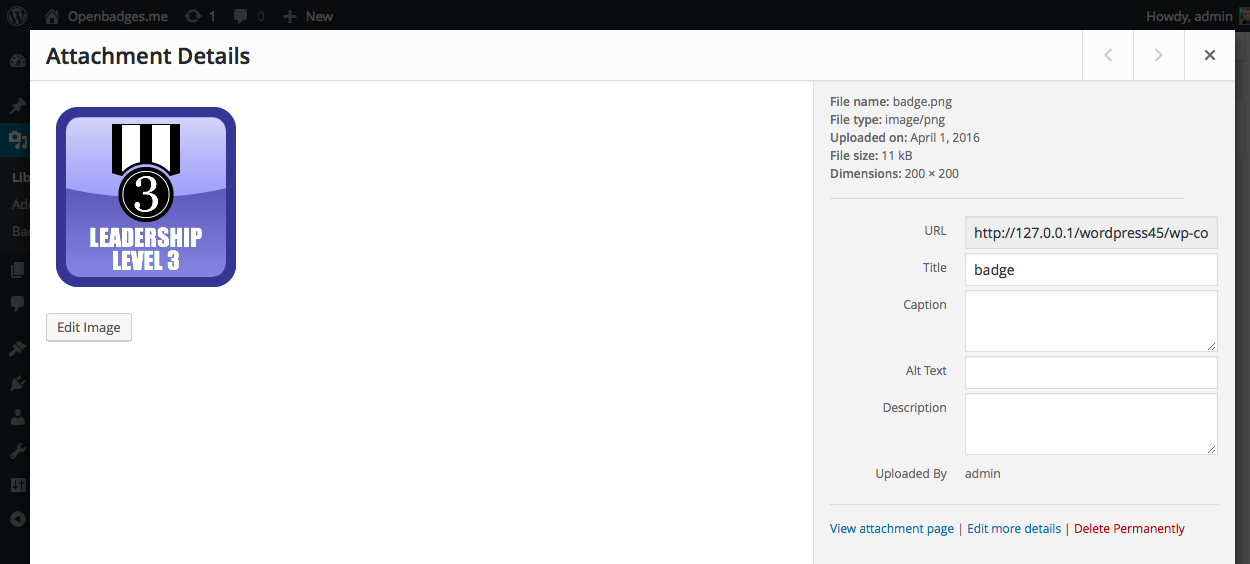 Openbadges.me 1 0 New Howdy, admin
Attachment Details
Lib
Ad
Ba
3
LEADERSHIP
LEVEL 3
Edit Image
File name: badge.png
File type: image/png
Uploaded on: April 1, 2016
File size: 11 kB
Dimensions: 200 × 200
URL http://127.0.0.1/wordpress45/wp-co
Title badge
Caption
Alt Text
Description
Uploaded By admin
View attachment page | Edit more details | Delete Permanently